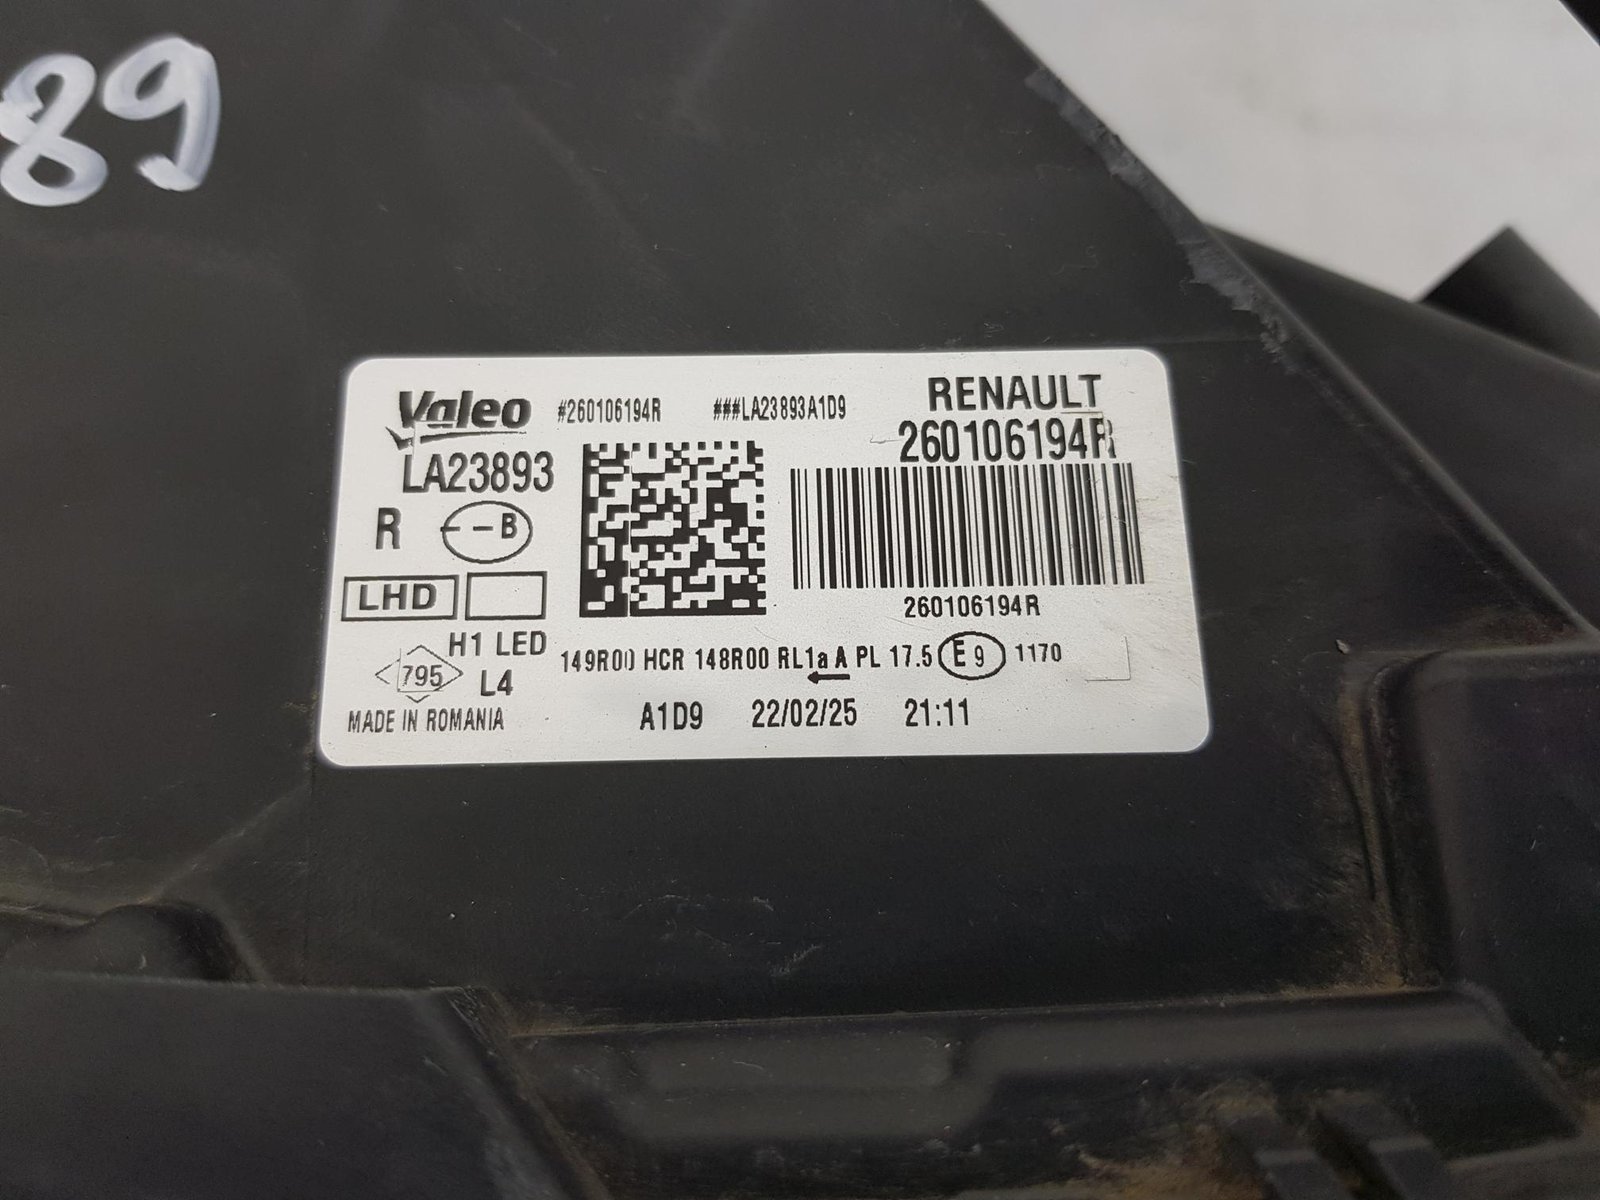 89
Valeo #260106194R ###LA23893A1D9 RENAULT
260106194R
LA23893
R -B
LHD
260106194R
H1 LED
149R00 HCR 148R00 RL1a A PL 17.5 E9 1170
795 L4
MADE IN ROMANIA A1D9 22/02/25 21:11